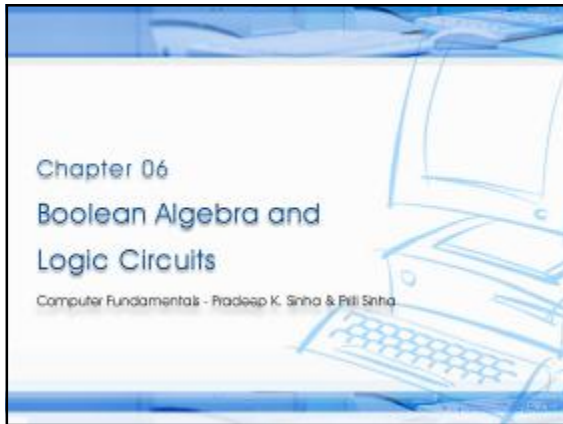 Chapter 06
Boolean Algebra and
Logic Circuits
Computer Fundamentals - Pradeep K. Sinha & Priti Sinha